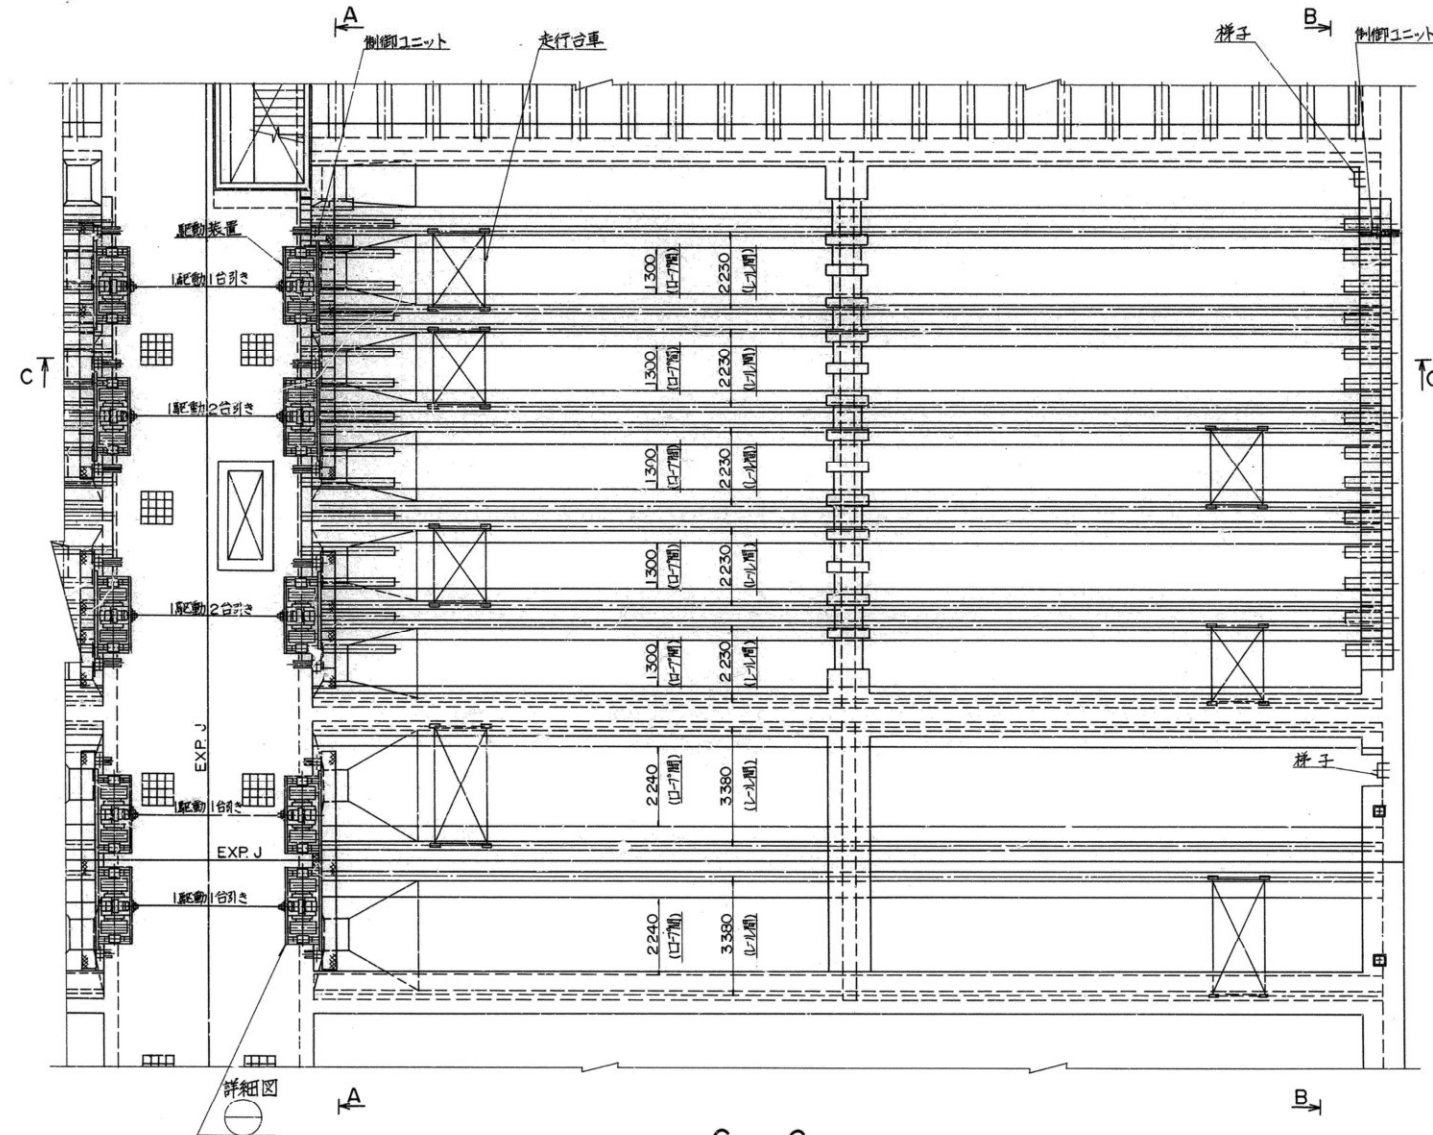 A
B
制御ユニット
走行台車
梯子
制御ユニット
駆動装置
1駆動1台引き
1300
(ロープ間)
2230
(レール間)
C
1300
(ロープ間)
2230
(レール間)
C
1駆動2台引き
1300
(ロープ間)
2230
(レール間)
1300
(ロープ間)
2230
(レール間)
1駆動2台引き
1300
(ロープ間)
2230
(レール間)
EXP. J
2240
(ロープ間)
3380
(レール間)
梯子
1駆動1台引き
EXP. J
1駆動1台引き
2240
(ロープ間)
3380
(レール間)
詳細図
A
B